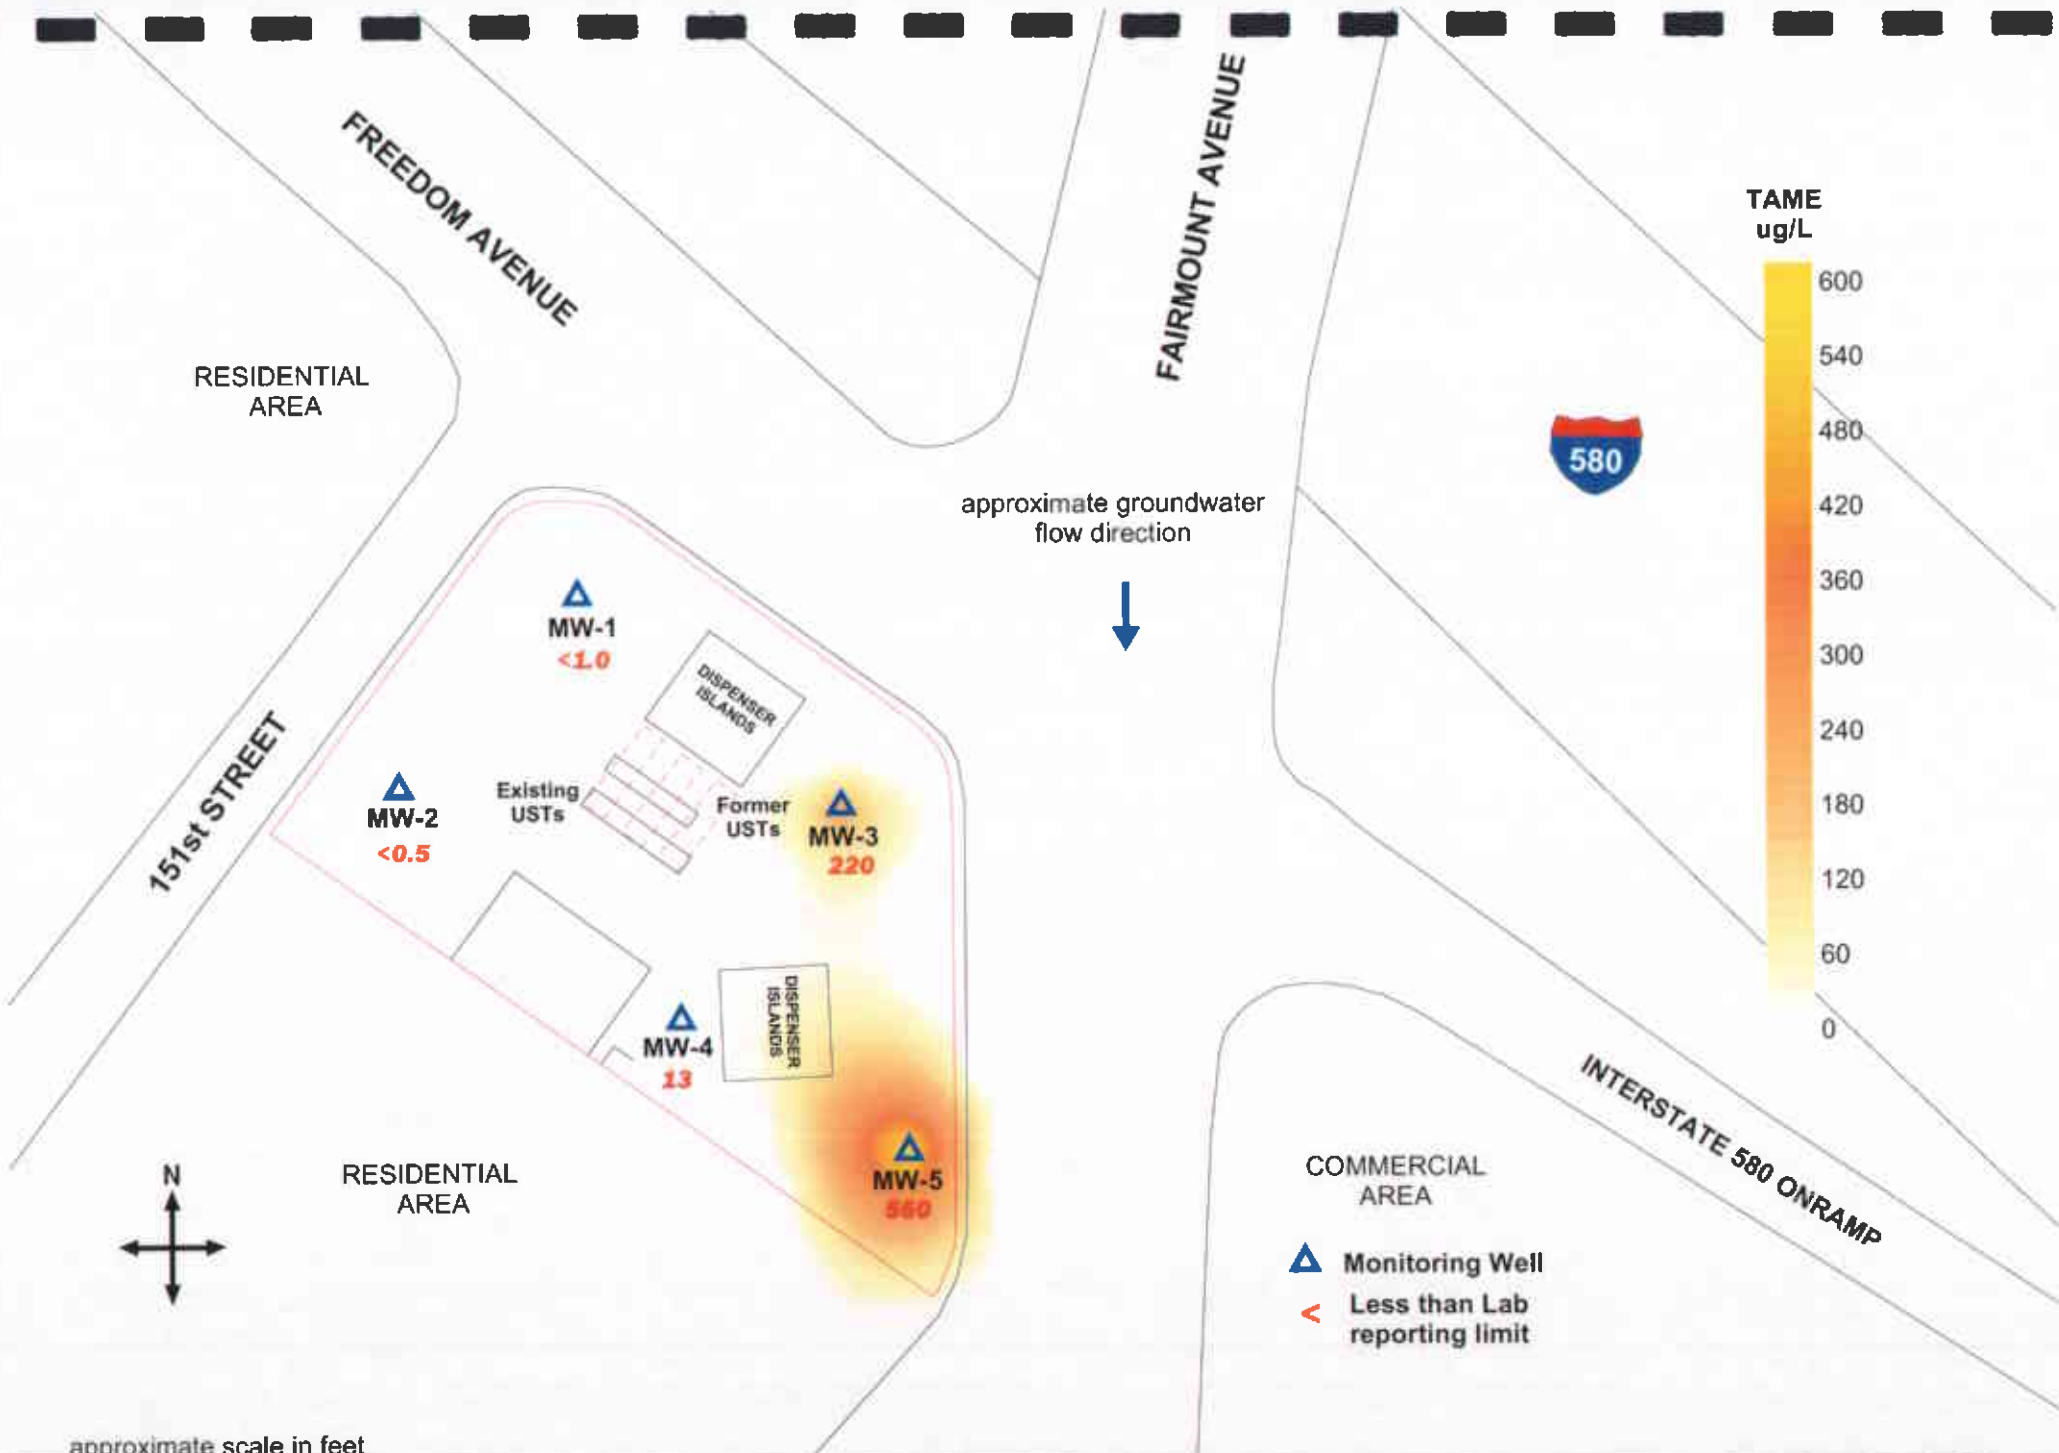 FREEDOM AVENUE
FAIRMOUNT AVENUE
TAME
ug/L
600
540
480
420
360
300
240
180
120
60
0
RESIDENTIAL
AREA
580
approximate groundwater
flow direction
MW-1
<1.0
DISPENSER
ISLANDS
151st STREET
MW-2
<0.5
Existing
USTs
Former
USTs
MW-3
220
DISPENSER
ISLANDS
MW-4
13
MW-5
560
INTERSTATE 580 ONRAMP
N
RESIDENTIAL
AREA
COMMERCIAL
AREA
Monitoring Well
< Less than Lab
reporting limit
approximate scale in feet